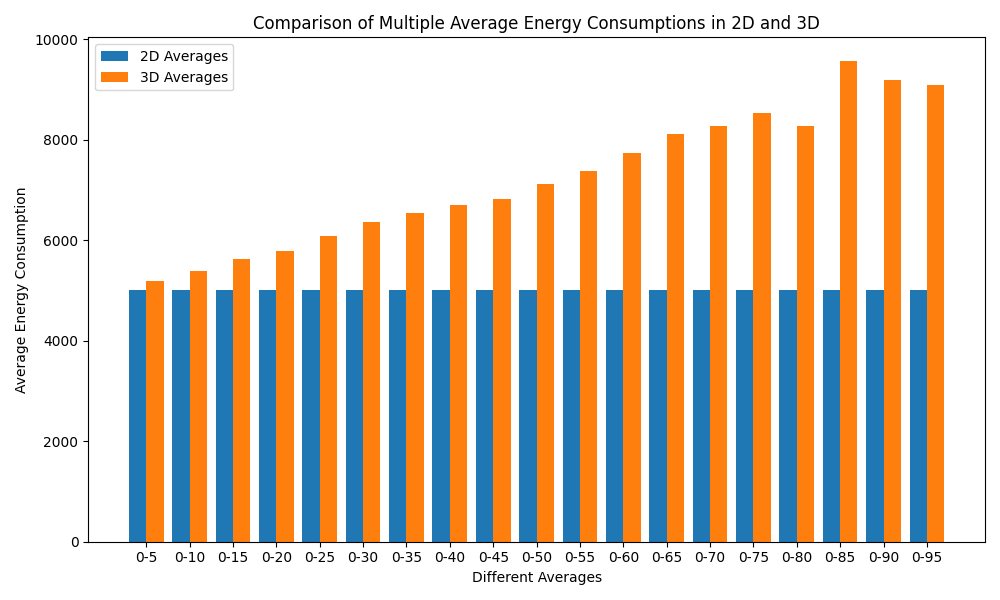 Comparison of Multiple Average Energy Consumptions in 2D and 3D
2D Averages
3D Averages
10000
8000
6000
4000
2000
0
Average Energy Consumption
0-5 0-10 0-15 0-20 0-25 0-30 0-35 0-40 0-45 0-50 0-55 0-60 0-65 0-70 0-75 0-80 0-85 0-90 0-95
Different Averages